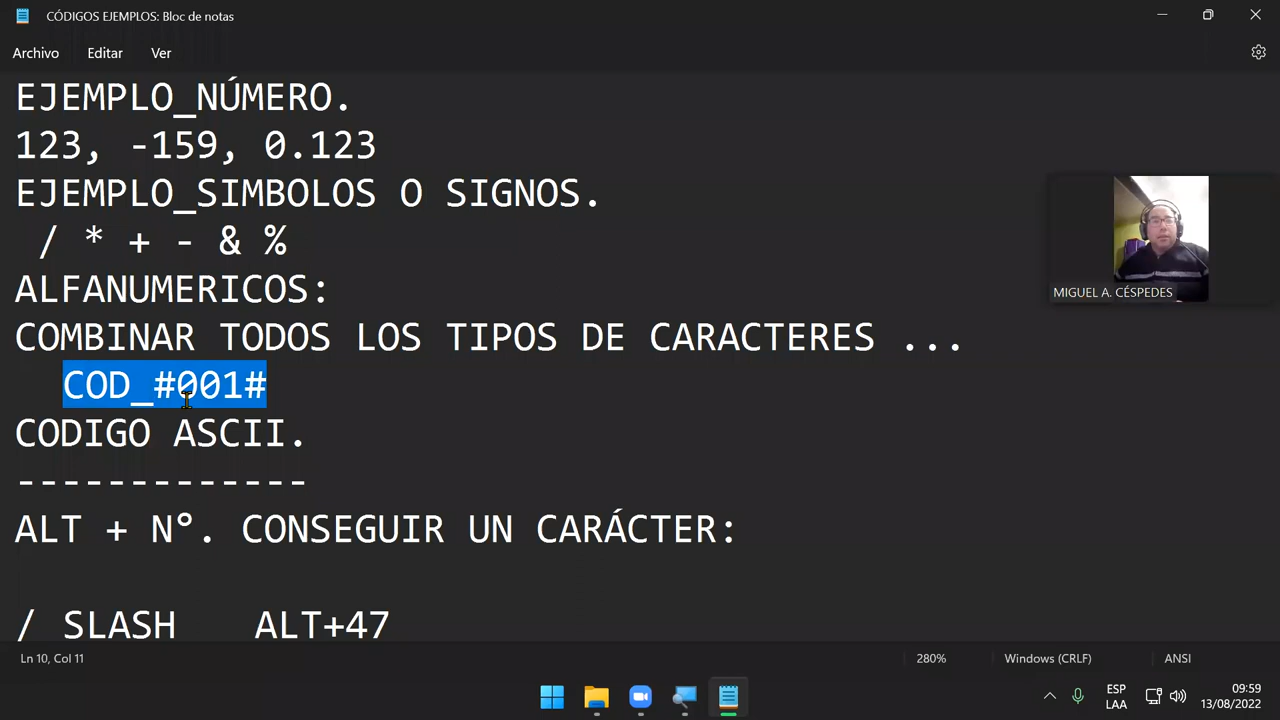 CÓDIGOS EJEMPLOS: Bloc de notas
Archivo Editar Ver
EJEMPLO_NÚMERO.
123, -159, 0.123
EJEMPLO_SIMBOLOS O SIGNOS.
/ * + - & %
ALFANUMERICOS:
COMBINAR TODOS LOS TIPOS DE CARACTERES ...
COD_#001#
CODIGO ASCII.
-------------
ALT + N°. CONSEGUIR UN CARÁCTER:
/ SLASH ALT+47
MIGUEL A. CÉSPEDES
Ln 10, Col 11 280% Windows (CRLF) ANSI
ESP
LAA
09:59
13/08/2022